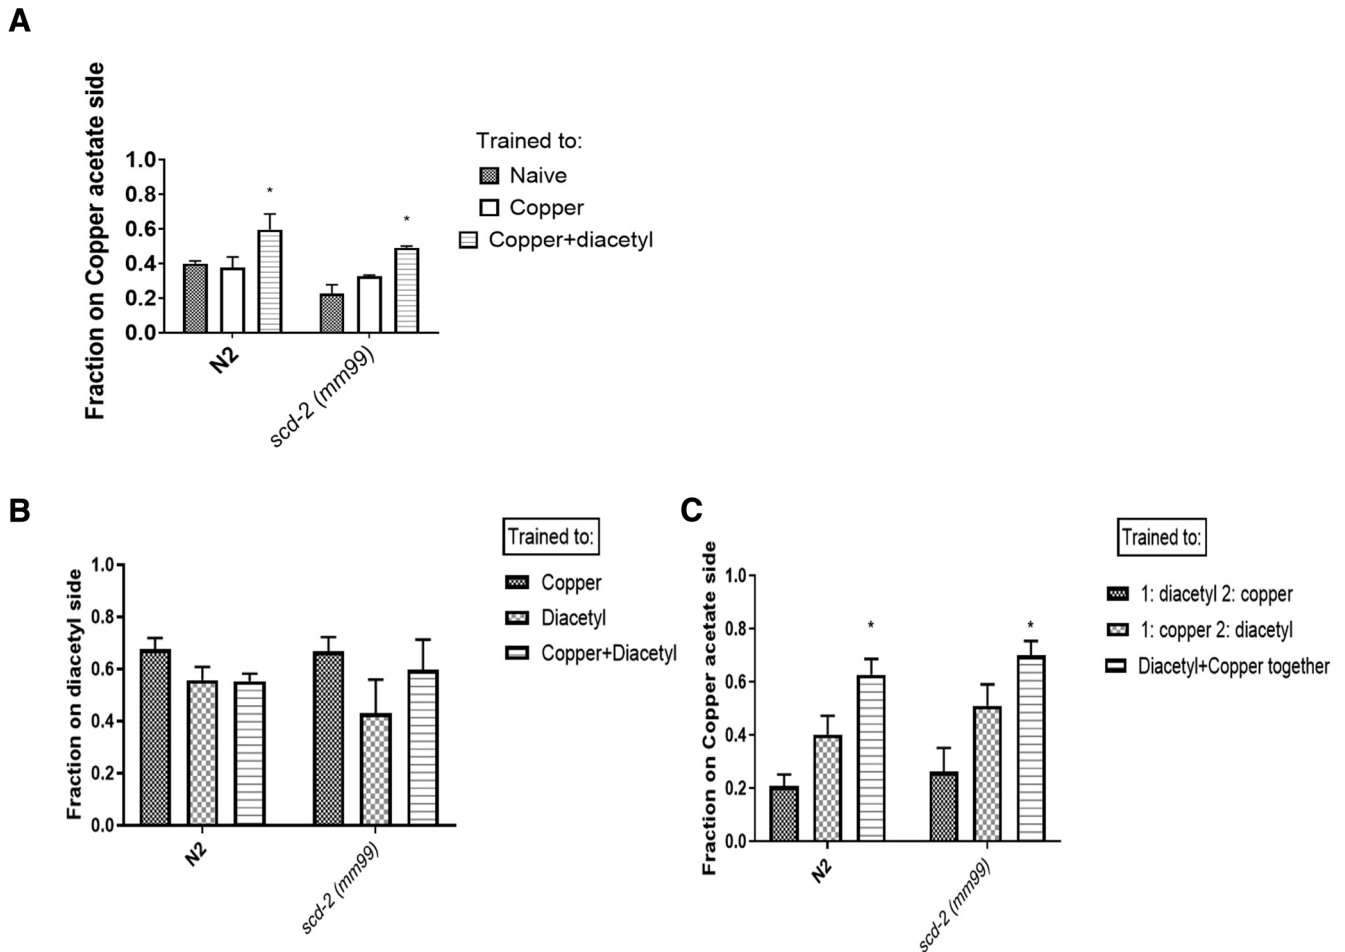 A
Fraction on Copper acetate side
1.0
0.8
0.6
0.4
0.2
0.0
*
*
N2
scd-2 (mm99)
Trained to:
Naive
Copper
Copper+diacetyl
B
Fraction on diacetyl side
1.0
0.8
0.6
0.4
0.2
0.0
N2
scd-2 (mm99)
Trained to:
Copper
Diacetyl
Copper+Diacetyl
C
Fraction on Copper acetate side
1.0
0.8
0.6
0.4
0.2
0.0
*
*
N2
scd-2 (mm99)
Trained to:
1: diacetyl 2: copper
1: copper 2: diacetyl
Diacetyl+Copper together